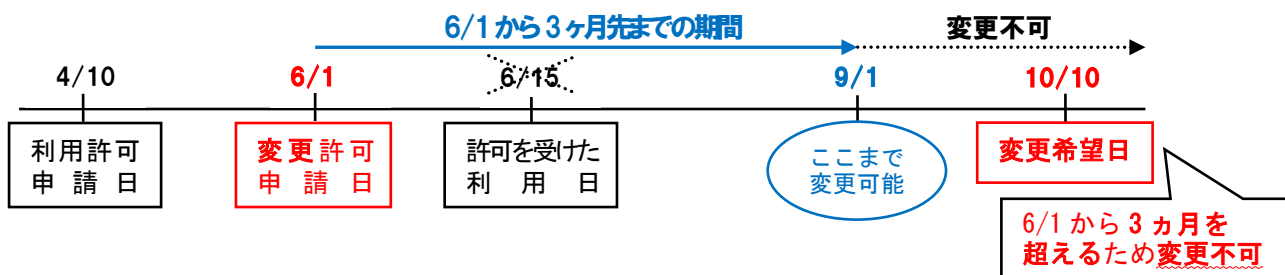 6/1から3ヶ月先までの期間
変更不可
4/10
6/1
6/15
9/1
10/10
利用許可
申請日
変更許可
申請日
許可を受けた
利用日
ここまで
変更可能
変更希望日
6/1から3ヵ月を
超えるため変更不可